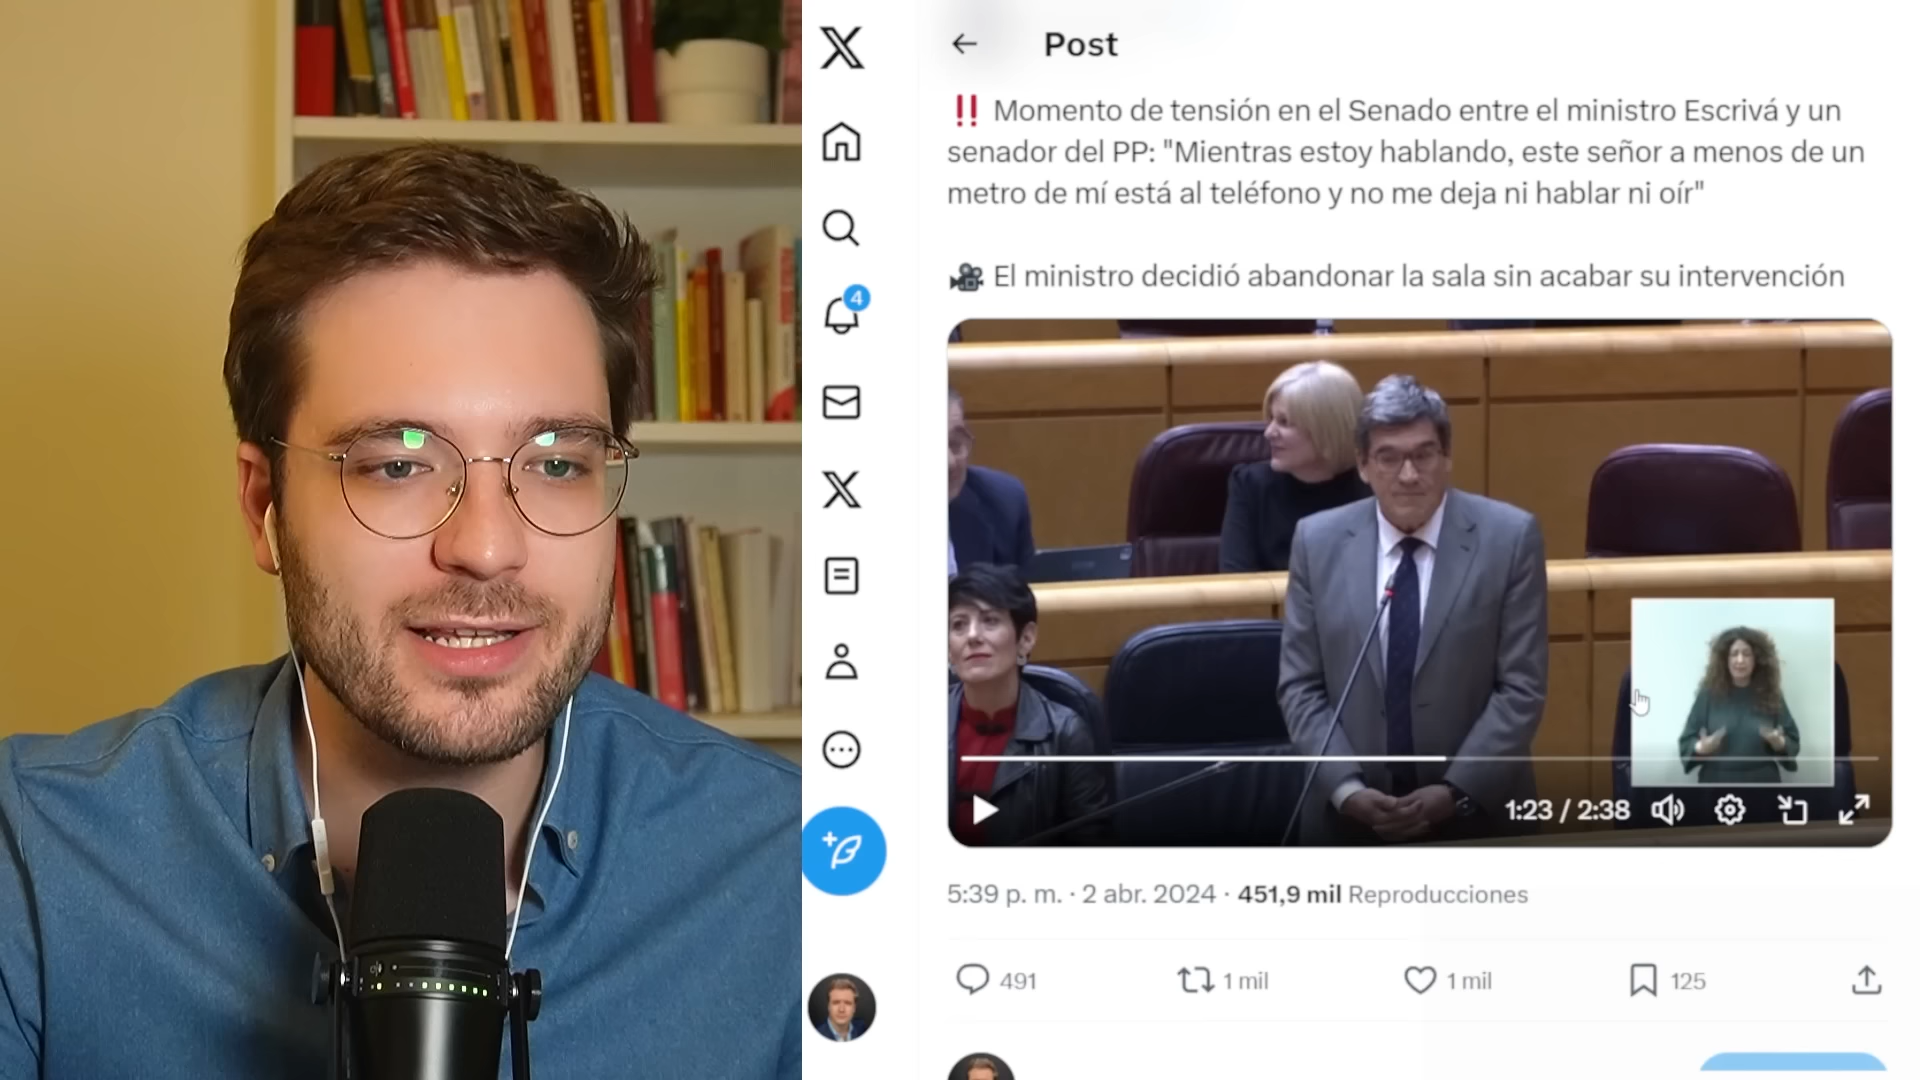 Post
‼ Momento de tensión en el Senado entre el ministro Escrivá y un
senador del PP: "Mientras estoy hablando, este señor a menos de un
metro de mí está al teléfono y no me deja ni hablar ni oír"
El ministro decidió abandonar la sala sin acabar su intervención
4
1:23 / 2:38
5:39 p. m. · 2 abr. 2024 · 451,9 mil Reproducciones
491 1 mil 1 mil 125